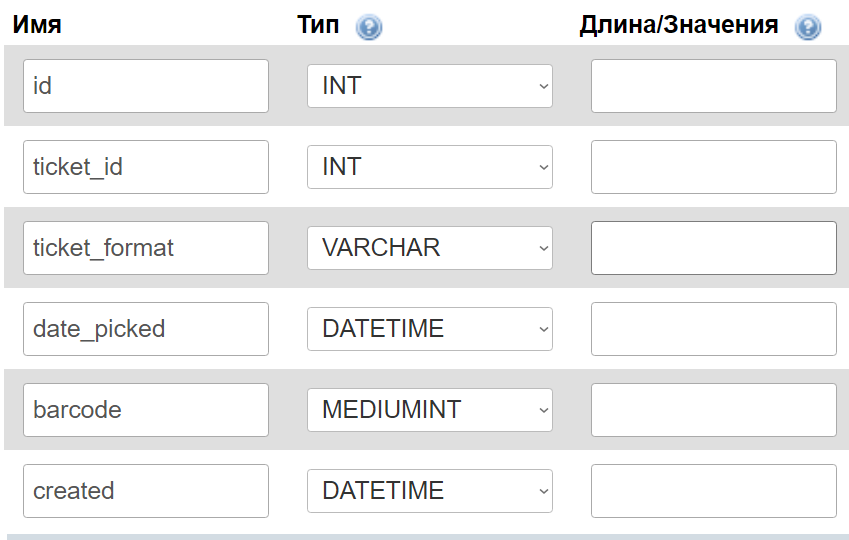 Имя Тип Длина/Значения
id INT
ticket_id INT
ticket_format VARCHAR
date_picked DATETIME
barcode MEDIUMINT
created DATETIME